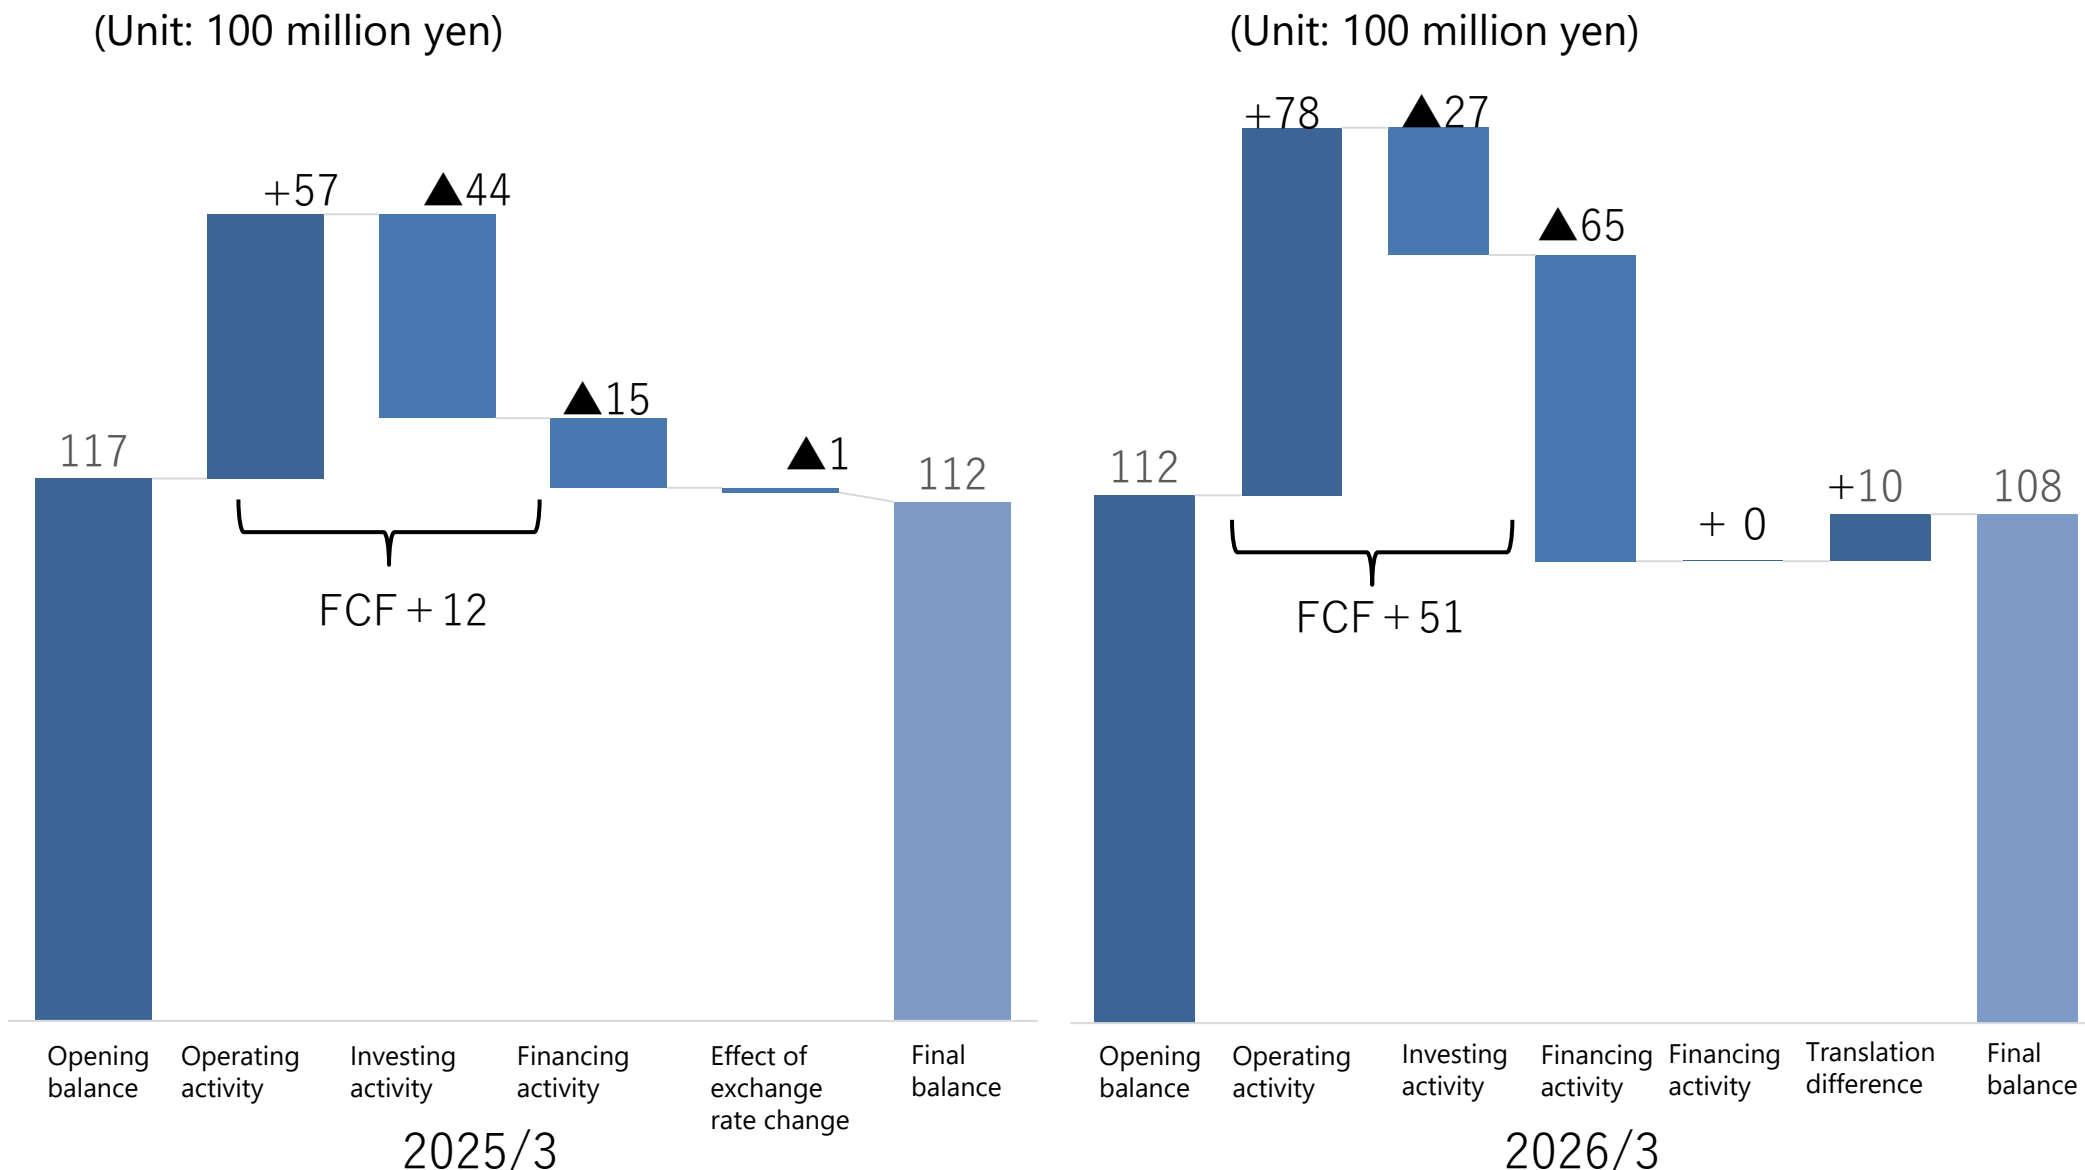 (Unit: 100 million yen)
+57
▲44
▲15
117
▲1
112
FCF＋12
Opening
balance
Operating
activity
Investing
activity
Financing
activity
Effect of
exchange
rate change
Final
balance
2025/3
(Unit: 100 million yen)
+78
▲27
▲65
112
+10
108
+ 0
FCF＋51
Opening
balance
Operating
activity
Investing
activity
Financing
activity
Financing
activity
Translation
difference
Final
balance
2026/3